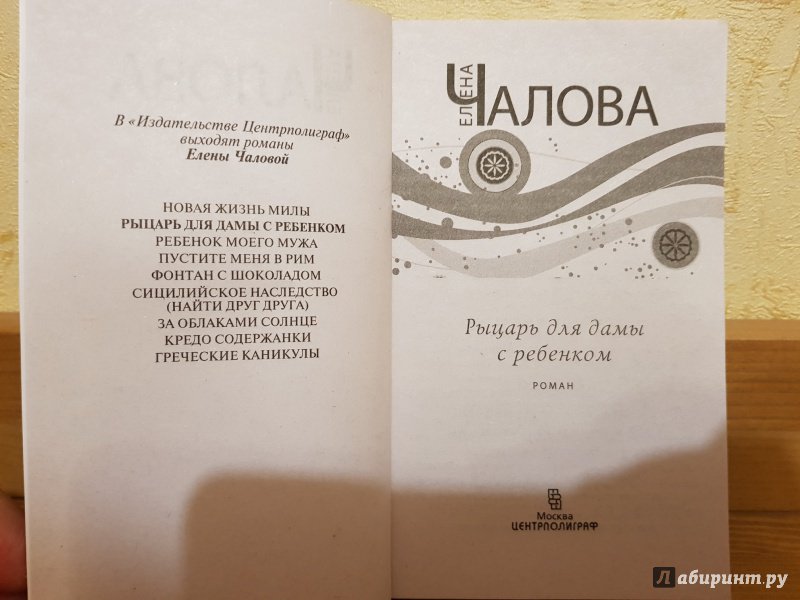 В «Издательстве Центрполиграф»
выходят романы
Елены Чаловой
НОВАЯ ЖИЗНЬ МИЛЫ
РЫЦАРЬ ДЛЯ ДАМЫ С РЕБЕНКОМ
РЕБЕНОК МОЕГО МУЖА
ПУСТИТЕ МЕНЯ В РИМ
ФОНТАН С ШОКОЛАДОМ
СИЦИЛИЙСКОЕ НАСЛЕДСТВО
(НАЙТИ ДРУГ ДРУГА)
ЗА ОБЛАКАМИ СОЛНЦЕ
КРЕДО СОДЕРЖАНКИ
ГРЕЧЕСКИЕ КАНИКУЛЫ
ЕЛЕНА
ЧАЛОВА
Рыцарь для дамы
с ребенком
РОМАН
Москва
ЦЕНТРПОЛИГРАФ
Лабиринт.ру